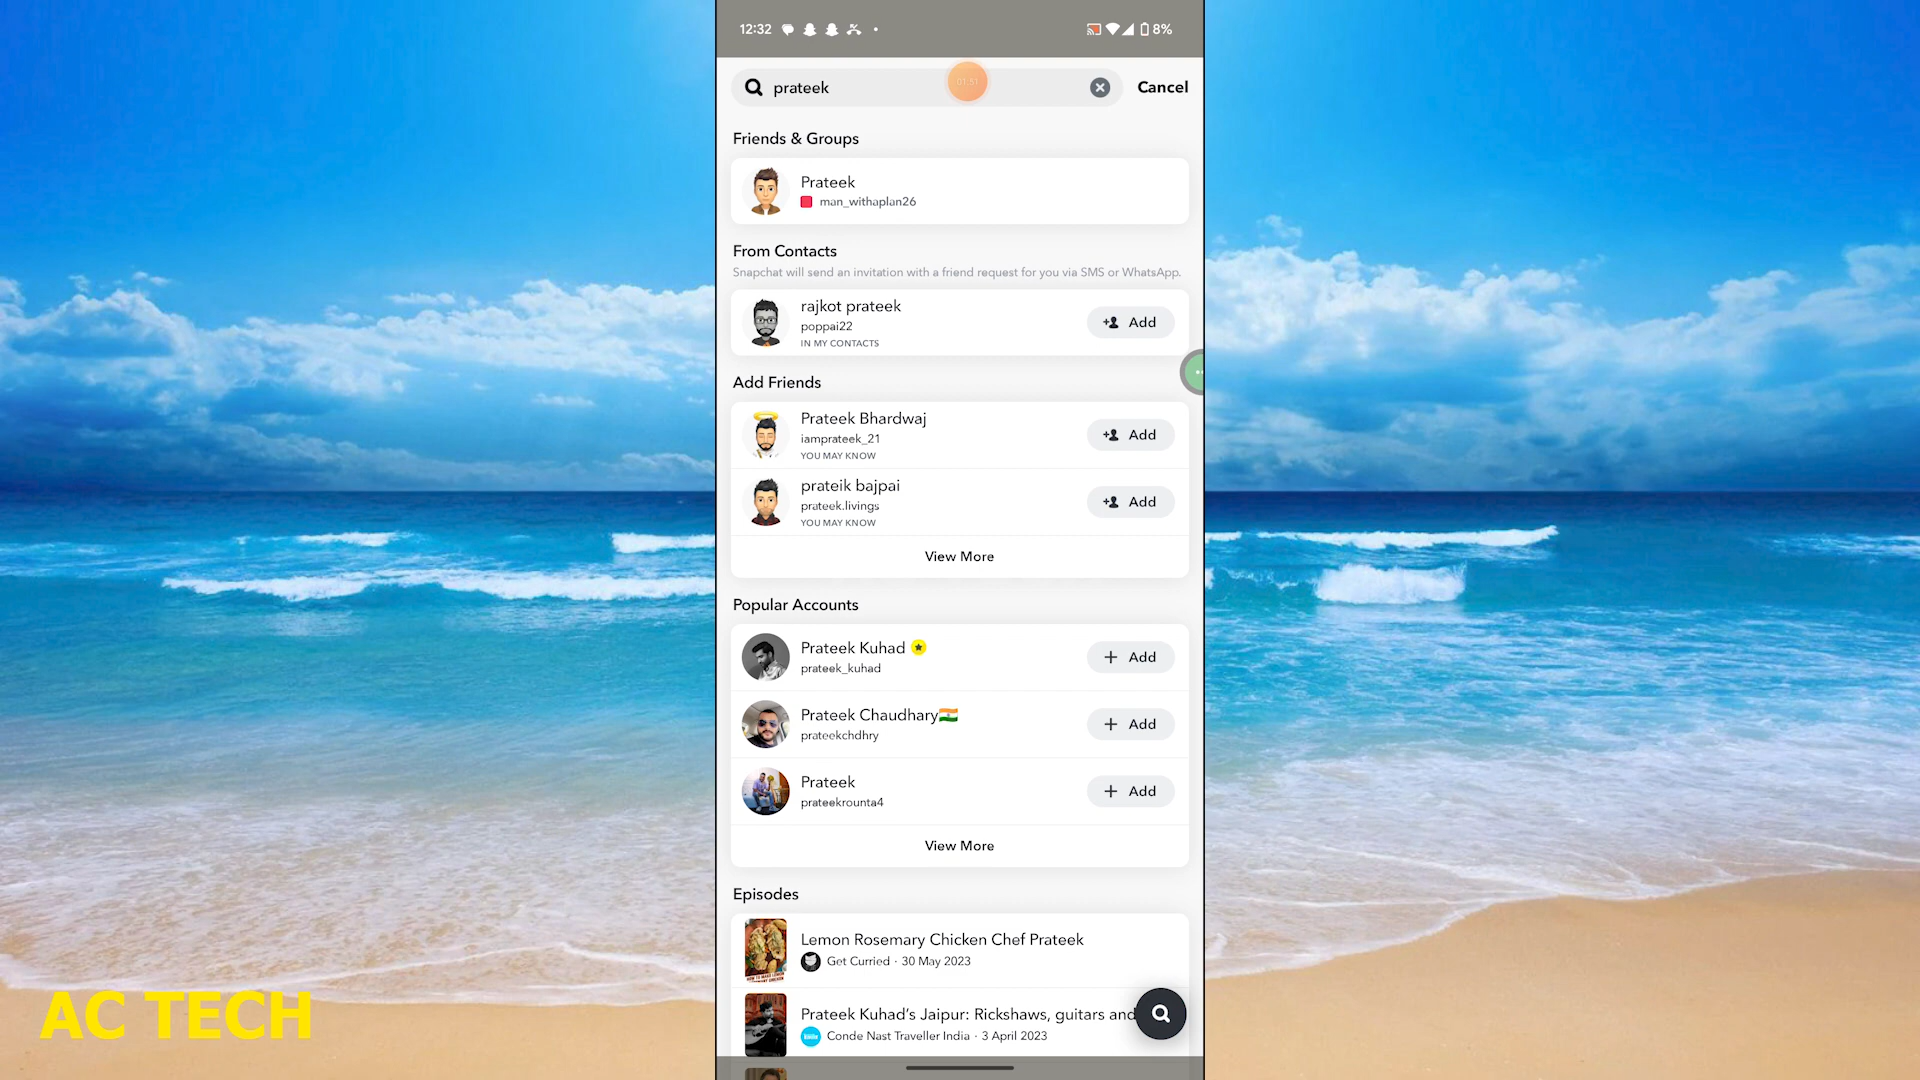 12:32
8%
prateek
01:51
Cancel
Friends & Groups
Prateek
man_withaplan26
From Contacts
Snapchat will send an invitation with a friend request for you via SMS or WhatsApp.
rajkot prateek
poppai22
IN MY CONTACTS
Add
Add Friends
Prateek Bhardwaj
iamprateek_21
YOU MAY KNOW
Add
prateik bajpai
prateek.livings
YOU MAY KNOW
Add
View More
Popular Accounts
Prateek Kuhad
prateek_kuhad
Add
Prateek Chaudhary🇮🇳
prateekchdhry
Add
Prateek
prateekrounta4
Add
View More
Episodes
Lemon Rosemary Chicken Chef Prateek
Get Curried · 30 May 2023
Prateek Kuhad's Jaipur: Rickshaws, guitars and
Conde Nast Traveller India · 3 April 2023
AC TECH